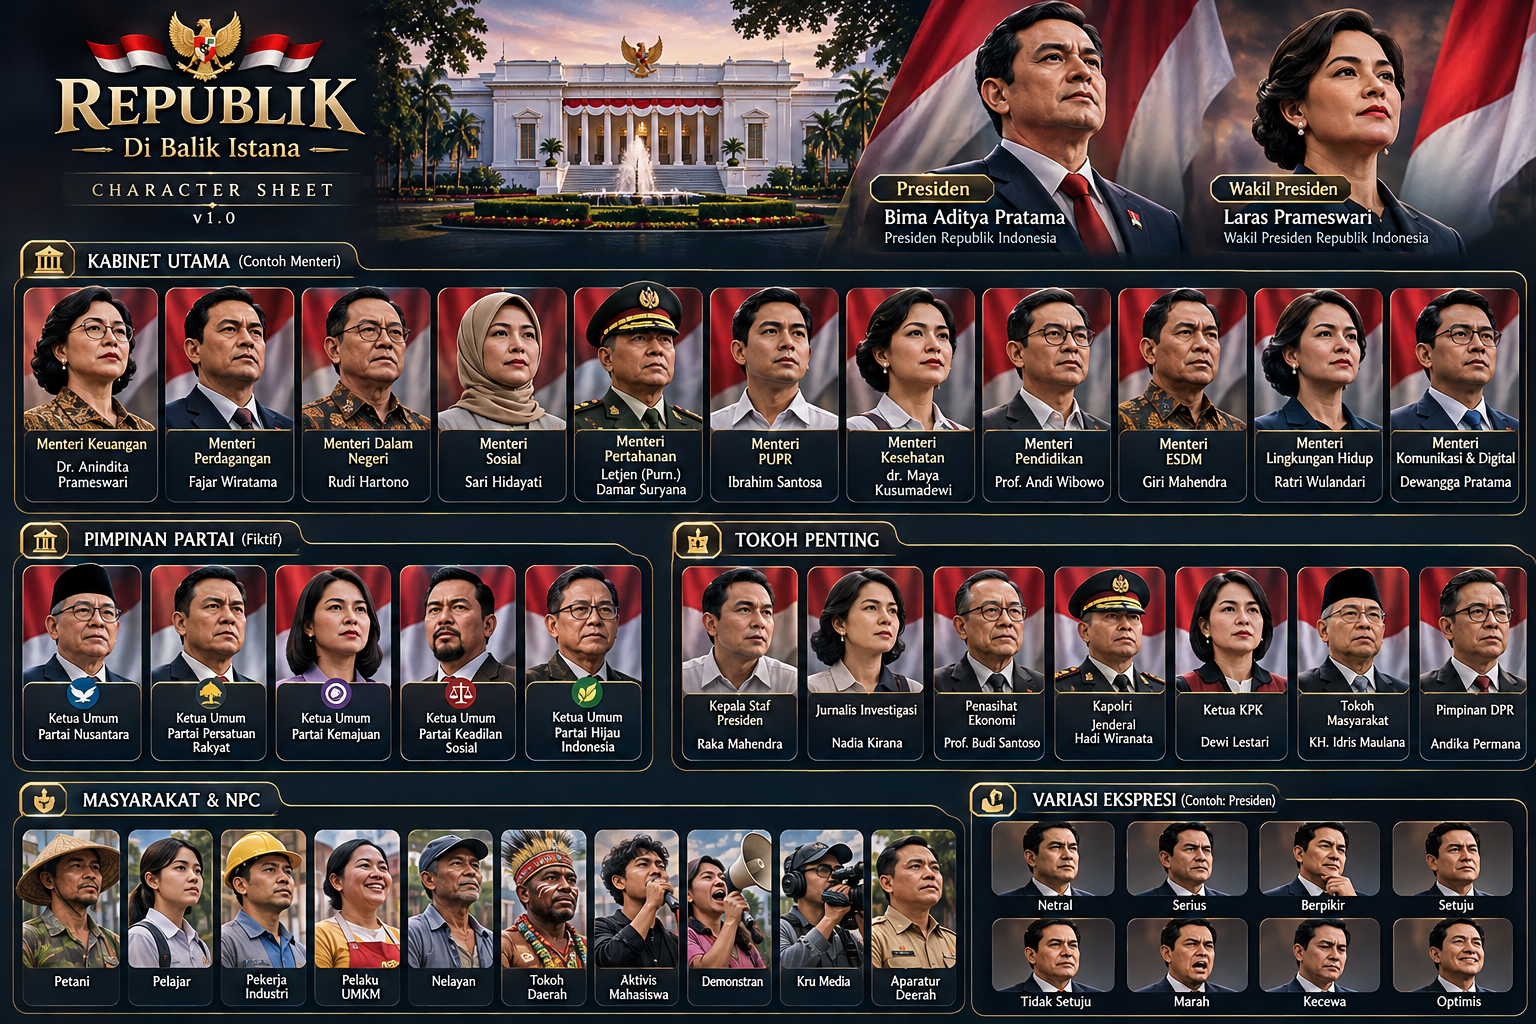 REPUBLIK
Di Balik Istana
CHARACTER SHEET
v1.0
Presiden
Bima Aditya Pratama
Presiden Republik Indonesia
Wakil Presiden
Laras Prameswari
Wakil Presiden Republik Indonesia
KABINET UTAMA (Contoh Menteri)
Menteri Keuangan
Dr. Anindita
Prameswari
Menteri
Perdagangan
Fajar Wiratama
Menteri Dalam
Negeri
Rudi Hartono
Menteri
Sosial
Sari Hidayati
Menteri
Pertahanan
Letjen (Purn.)
Damar Suryana
Menteri
PUPR
Ibrahim Santosa
Menteri
Kesehatan
dr. Maya
Kusumadewi
Menteri
Pendidikan
Prof. Andi Wibowo
Menteri
ESDM
Giri Mahendra
Menteri
Lingkungan Hidup
Ratri Wulandari
Menteri
Komunikasi & Digital
Dewangga Pratama
PIMPINAN PARTAI (Fiktif)
Ketua Umum
Partai Nusantara
Ketua Umum
Partai Persatuan
Rakyat
Ketua Umum
Partai Kemajuan
Ketua Umum
Partai Keadilan
Sosial
Ketua Umum
Partai Hijau
Indonesia
TOKOH PENTING
Kepala Staf
Presiden
Raka Mahendra
Jurnalis Investigasi
Nadia Kirana
Penasihat
Ekonomi
Prof. Budi Santoso
Kapolri
Jenderal
Hadi Wiranata
Ketua KPK
Dewi Lestari
Tokoh
Masyarakat
KH. Idris Maulana
Pimpinan DPR
Andika Permana
MASYARAKAT & NPC
Petani
Pelajar
Pekerja
Industri
Pelaku
UMKM
Nelayan
Tokoh
Daerah
Aktivis
Mahasiswa
Demonstran
Kru Media
Aparatur
Deerah
VARIASI EKSPRESI (Contoh: Presiden)
Netral
Serius
Berpikir
Setuju
Tidak Setuju
Marah
Kecewa
Optimis